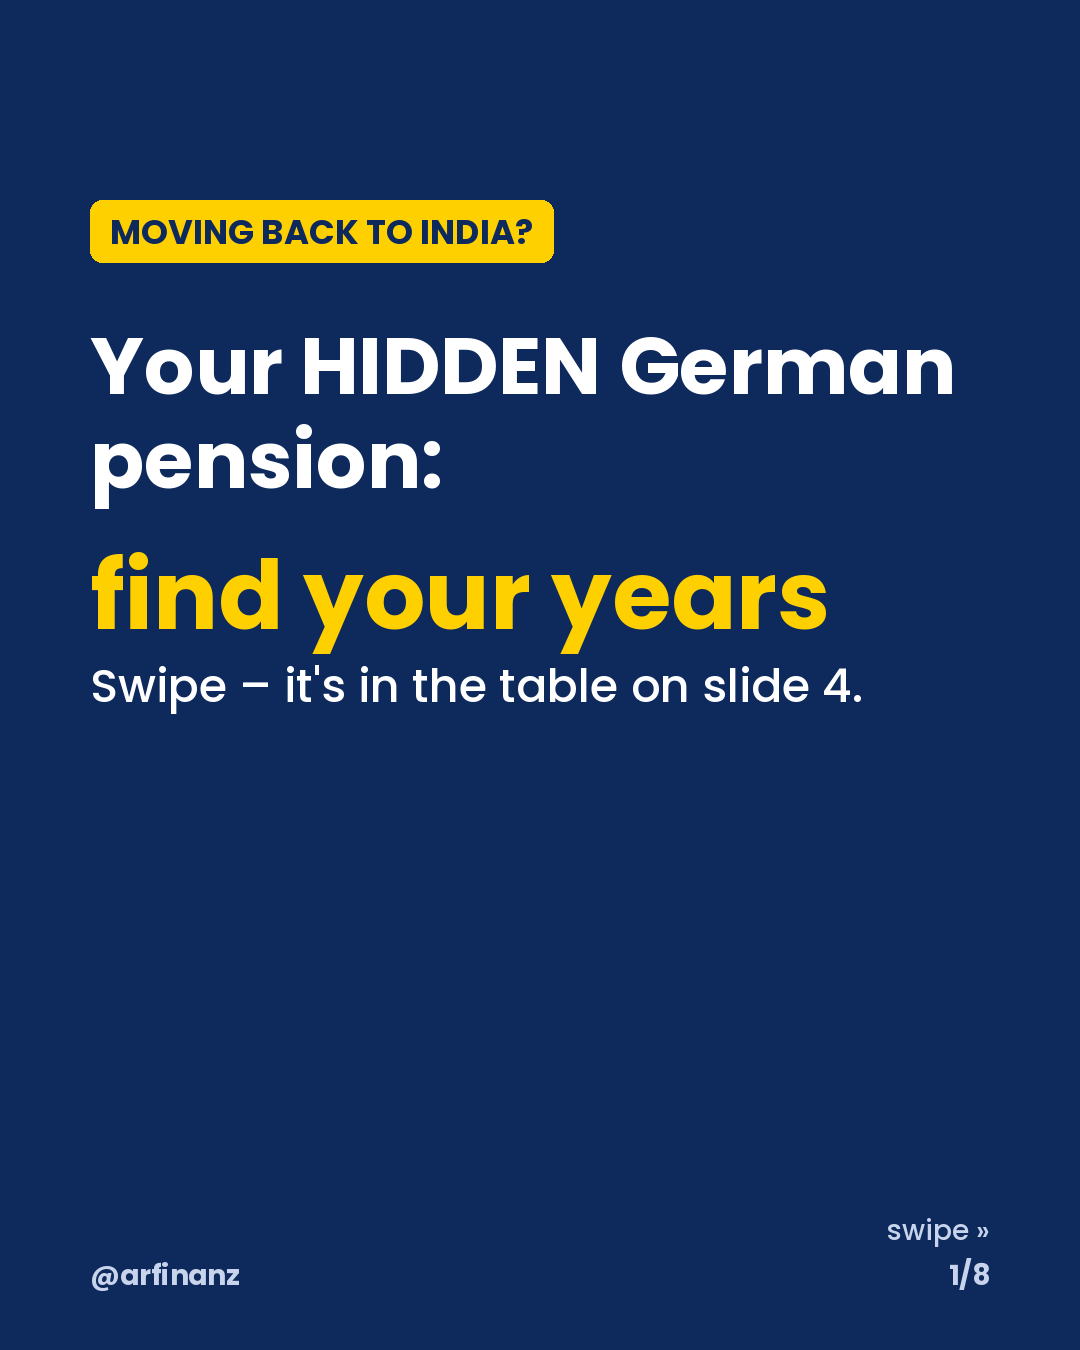 MOVING BACK TO INDIA?
Your HIDDEN German
pension:
find your years
Swipe – it's in the table on slide 4.
swipe »
@arfinanz
1/8